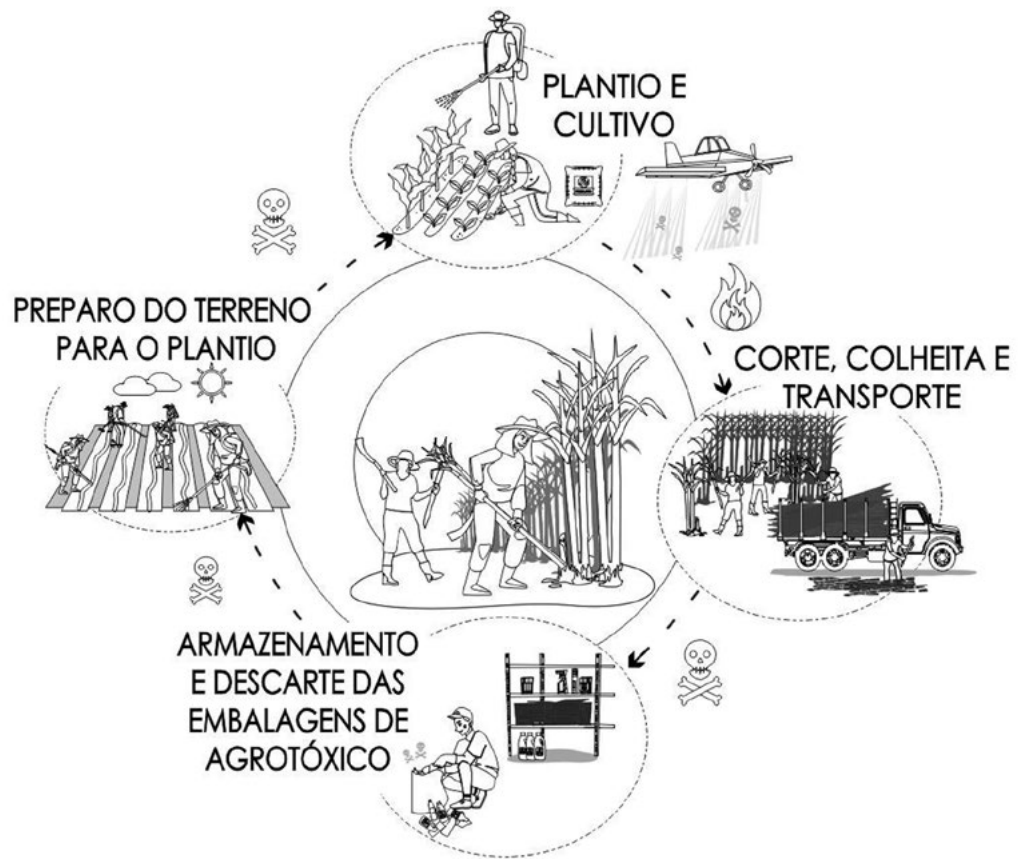 PLANTIO E
CULTIVO
PREPARO DO TERRENO
PARA O PLANTIO
CORTE, COLHEITA E
TRANSPORTE
ARMAZENAMENTO
E DESCARTE DAS
EMBALAGENS DE
AGROTÓXICO